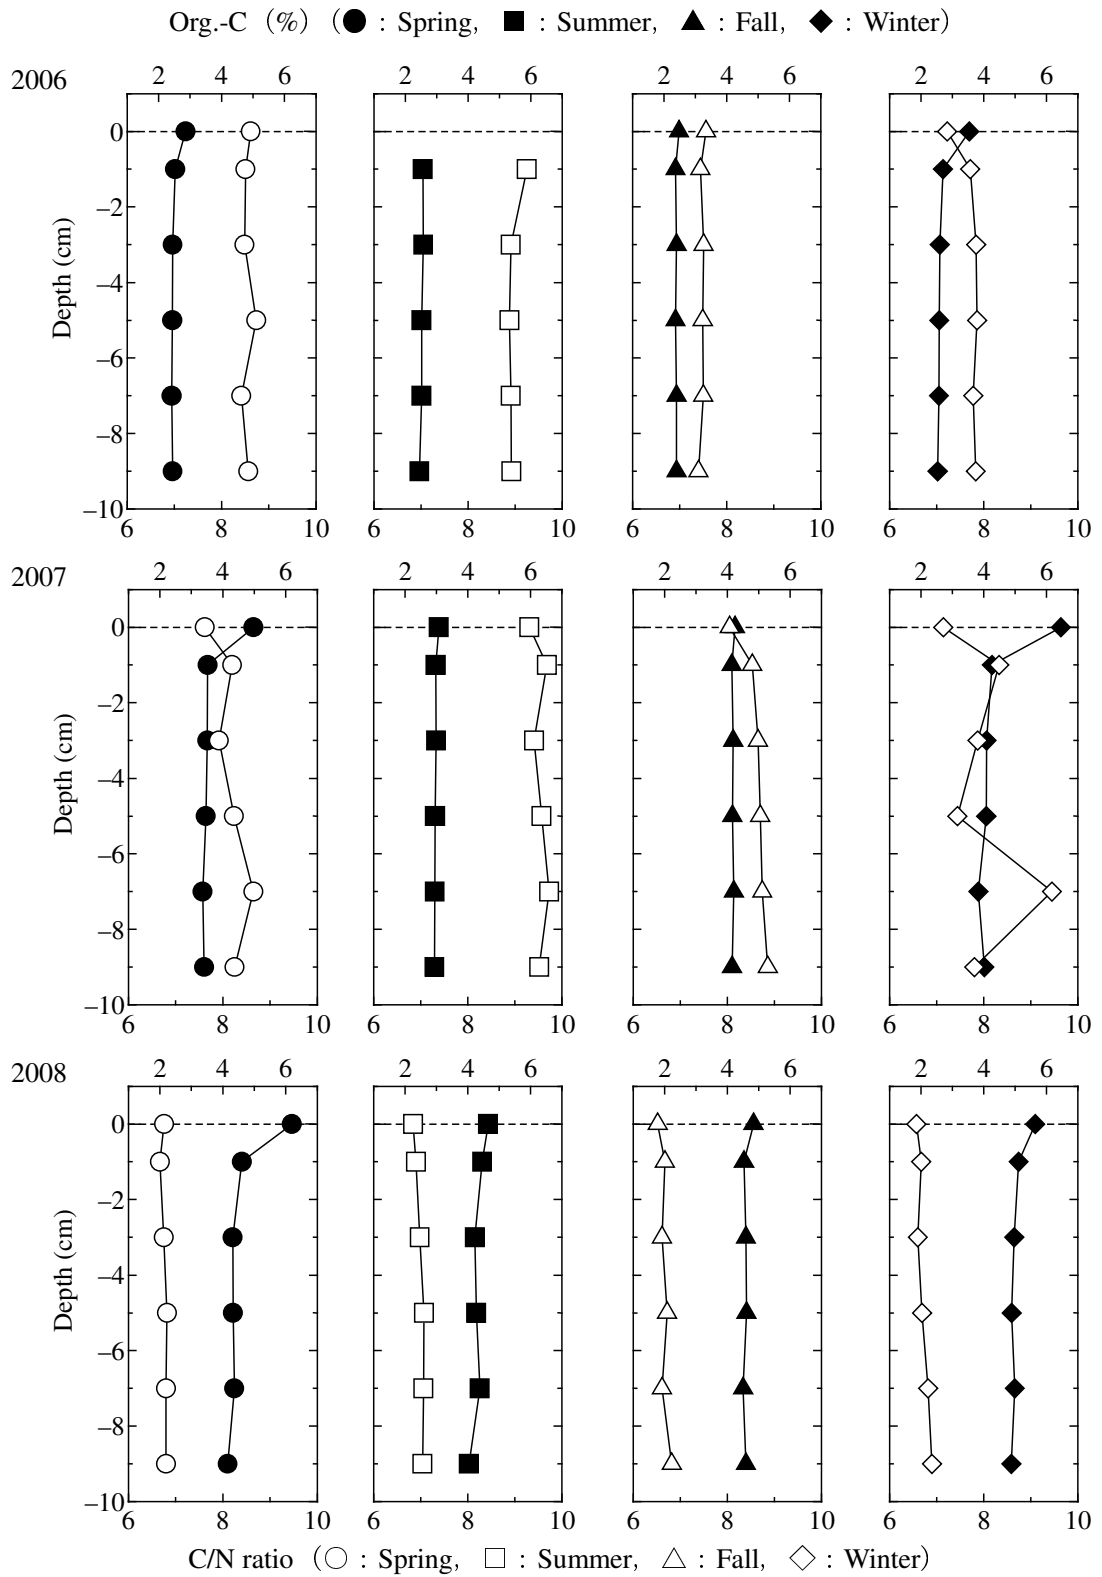 Org.-C (%) (● : Spring, ■ : Summer, ▲ : Fall, ◆ : Winter)
2006
2 4 6 2 4 6 2 4 6 2 4 6
0
–2
–4
–6
–8
–10
Depth (cm)
6 8 10 6 8 10 6 8 10 6 8 10
2007
2 4 6 2 4 6 2 4 6 2 4 6
0
–2
–4
–6
–8
–10
Depth (cm)
6 8 10 6 8 10 6 8 10 6 8 10
2008
2 4 6 2 4 6 2 4 6 2 4 6
0
–2
–4
–6
–8
–10
Depth (cm)
6 8 10 6 8 10 6 8 10 6 8 10
C/N ratio (○ : Spring, □ : Summer, △ : Fall, ◇ : Winter)